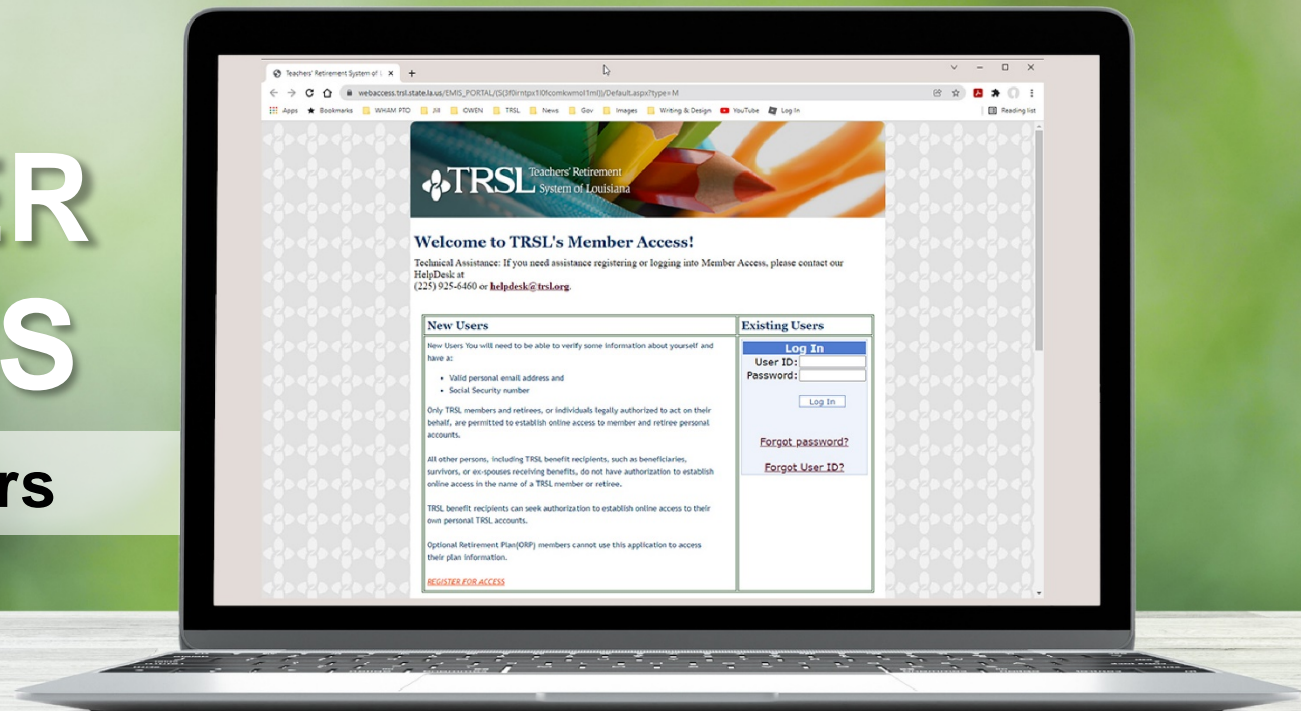 ER
S
rs
Teachers' Retirement System of L
webaccess.trsl.state.la.us/EMIS_PORTAL/
Default.aspx?type=M
Apps Bookmarks WHAM PTO Jill OWEN TRSL News Gov Images Writing & Design YouTube Log In Reading list
TRSL Teachers' Retirement
System of Louisiana
Welcome to TRSL's Member Access!
Technical Assistance: If you need assistance registering or logging into Member Access, please contact our
HelpDesk at
(225) 925-6460 or helpdesk@trsl.org.
New Users
New Users You will need to be able to verify some information about yourself and
have a:
• Valid personal email address and
• Social Security number
Only TRSL members and retirees, or individuals legally authorized to act on their
behalf, are permitted to establish online access to member and retiree personal
accounts.
All other persons, including TRSL benefit recipients, such as beneficiaries,
survivors, or ex-spouses receiving benefits, do not have authorization to establish
online access in the name of a TRSL member or retiree.
TRSL benefit recipients can seek authorization to establish online access to their
own personal TRSL accounts.
Optional Retirement Plan(ORP) members cannot use this application to access
their plan information.
REGISTER FOR ACCESS
Existing Users
Log In
User ID:
Password:
Log In
Forgot password?
Forgot User ID?